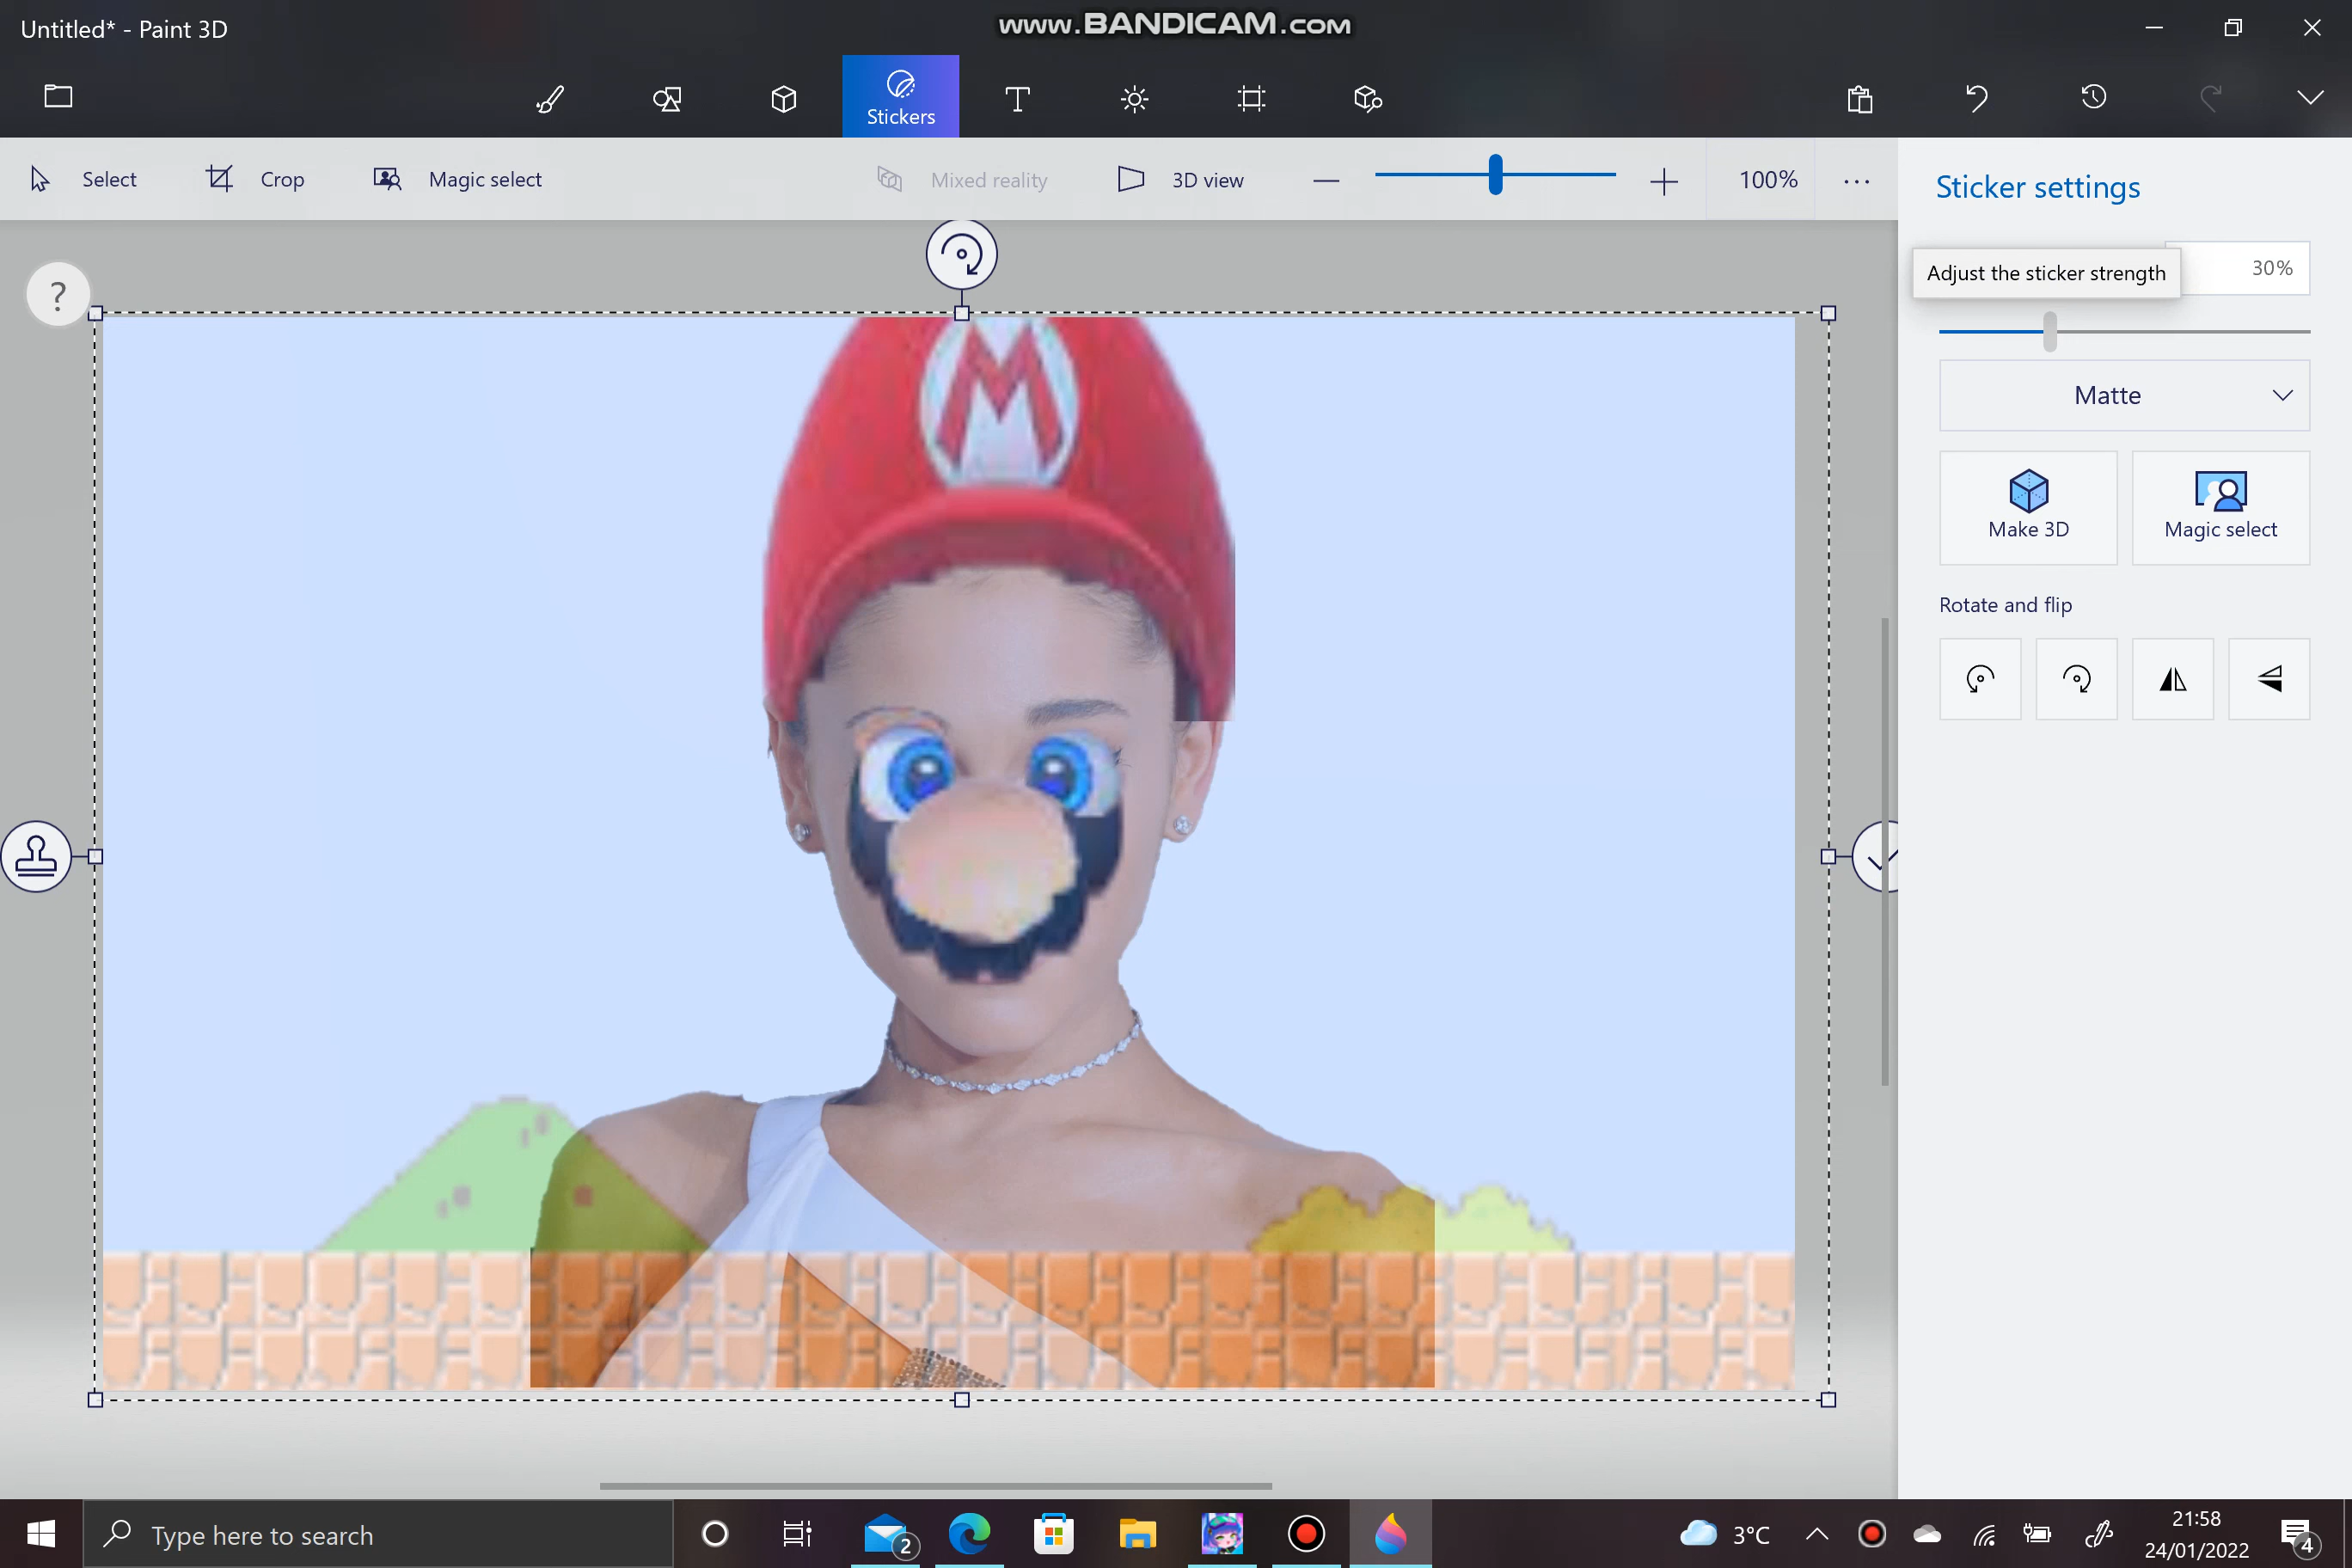 Untitled* - Paint 3D
www.BANDICAM.com
Stickers
Select
Crop
Magic select
Mixed reality
3D view
100%
Sticker settings
Adjust the sticker strength
30%
Matte
Make 3D
Magic select
Rotate and flip
?
M
Type here to search
2
3°C
21:58
24/01/2022
4